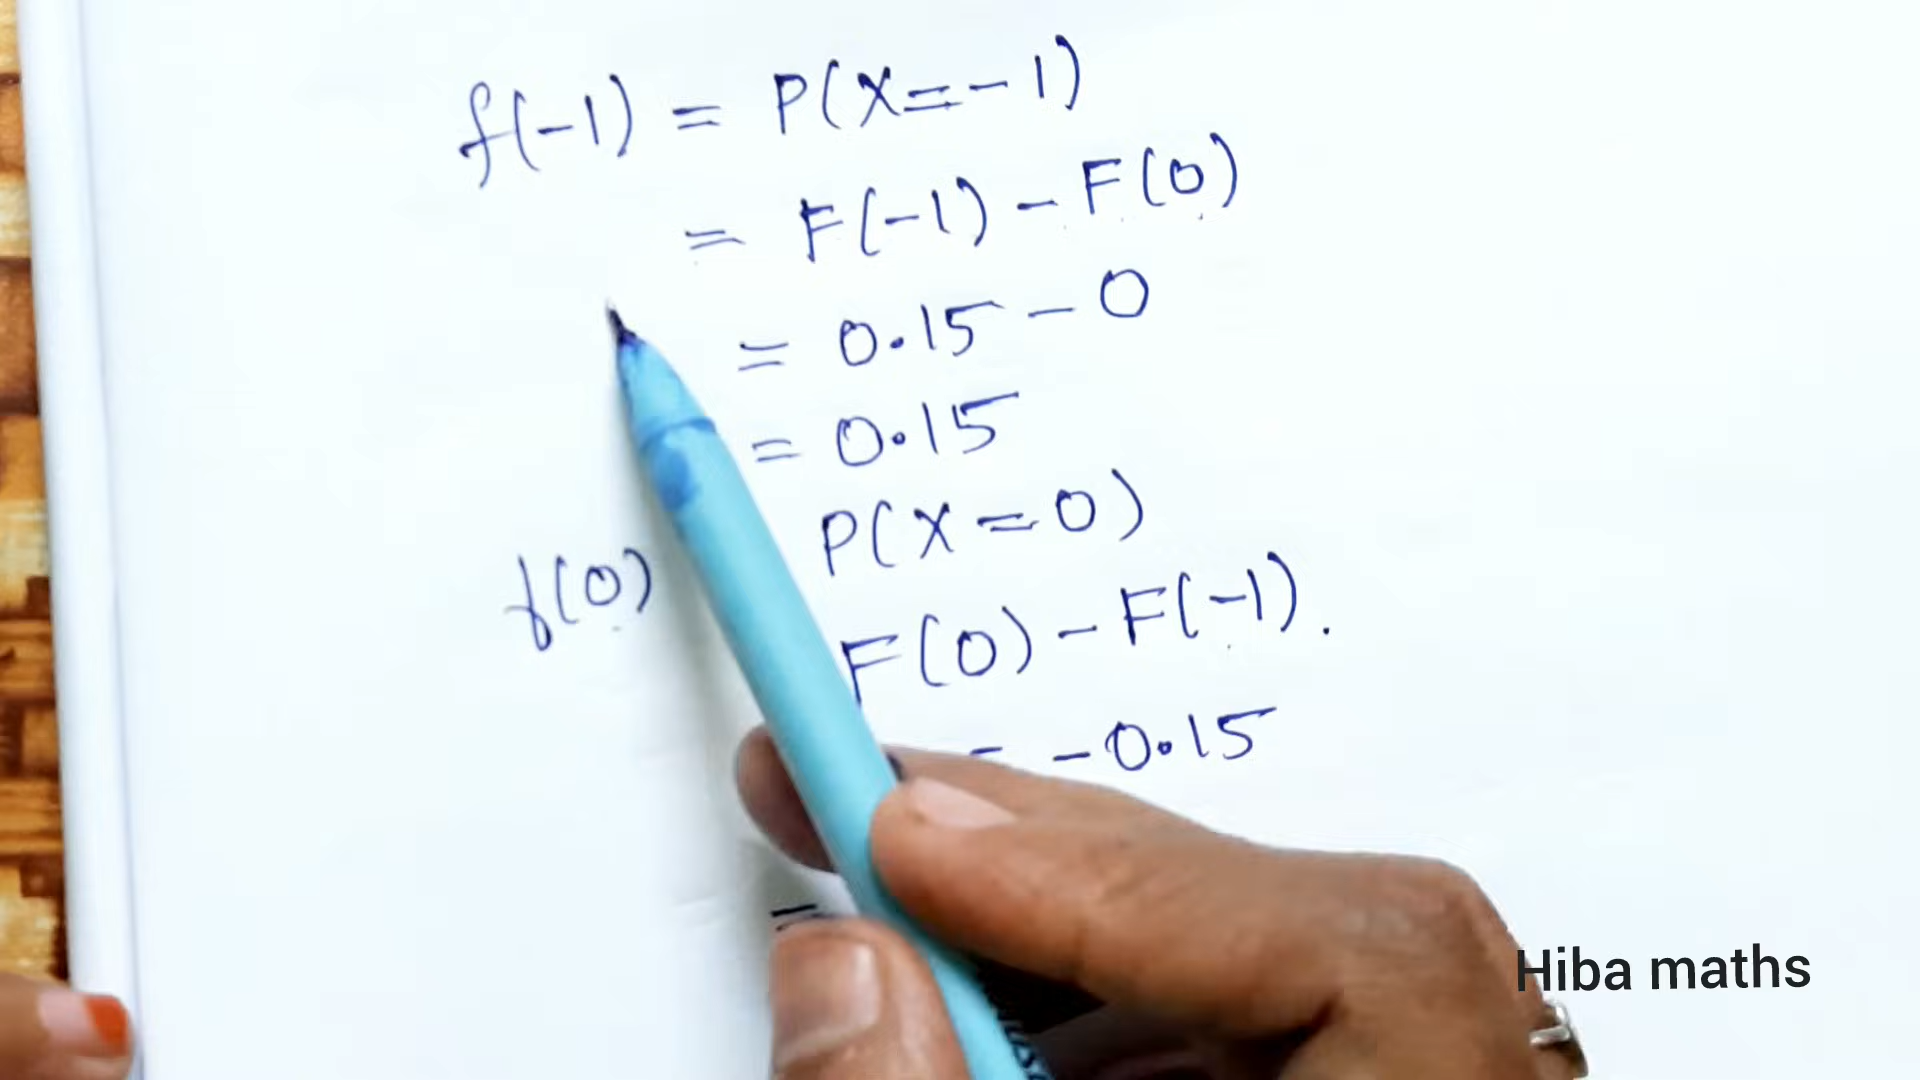 f(-1) = P(X=-1)
= F(-1) - F(0)
= 0.15 - 0
= 0.15
f(0) P(X=0)
F(0) - F(-1).
- 0.15
=
Hiba maths